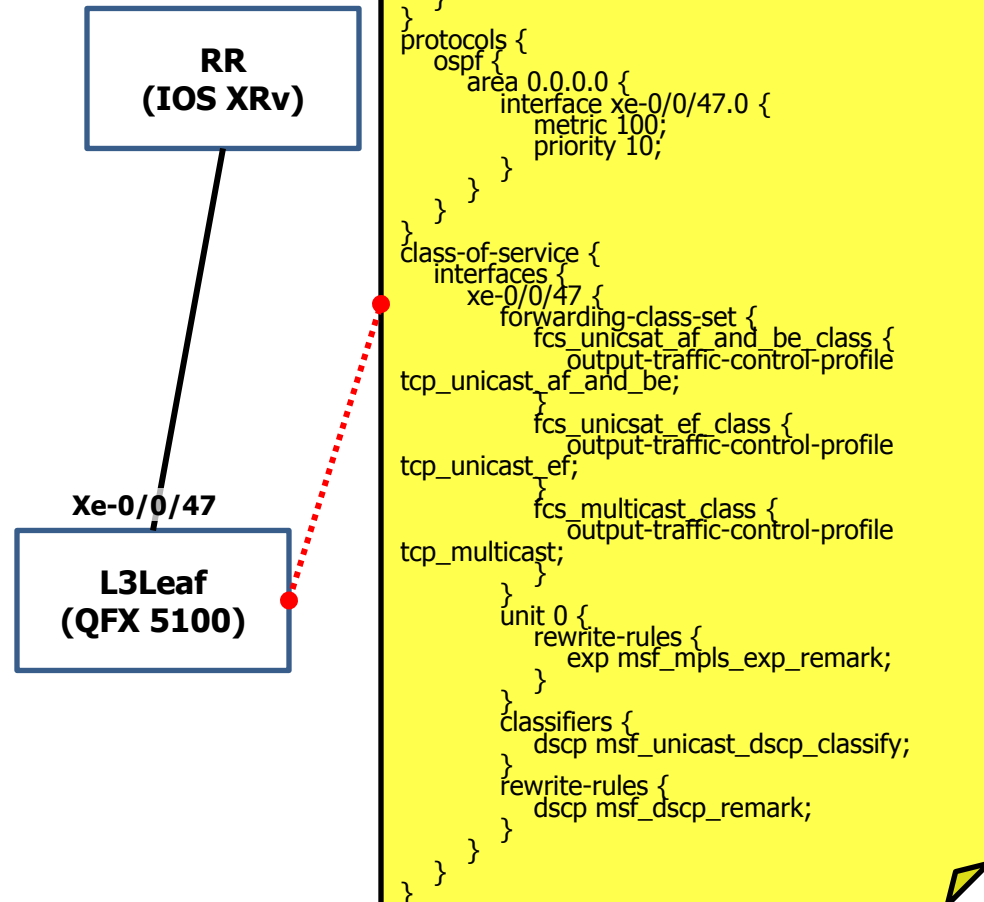 RR
(IOS XRv)
Xe-0/0/47
L3Leaf
(QFX 5100)
}
}
protocols {
ospf {
area 0.0.0.0 {
interface xe-0/0/47.0 {
metric 100;
priority 10;
}
}
}
}
class-of-service {
interfaces {
xe-0/0/47 {
forwarding-class-set {
fcs_unicsat_af_and_be_class {
output-traffic-control-profile
tcp_unicast_af_and_be;
}
fcs_unicsat_ef_class {
output-traffic-control-profile
tcp_unicast_ef;
}
fcs_multicast_class {
output-traffic-control-profile
tcp_multicast;
}
}
unit 0 {
rewrite-rules {
exp msf_mpls_exp_remark;
}
}
classifiers {
dscp msf_unicast_dscp_classify;
}
rewrite-rules {
dscp msf_dscp_remark;
}
}
}
}